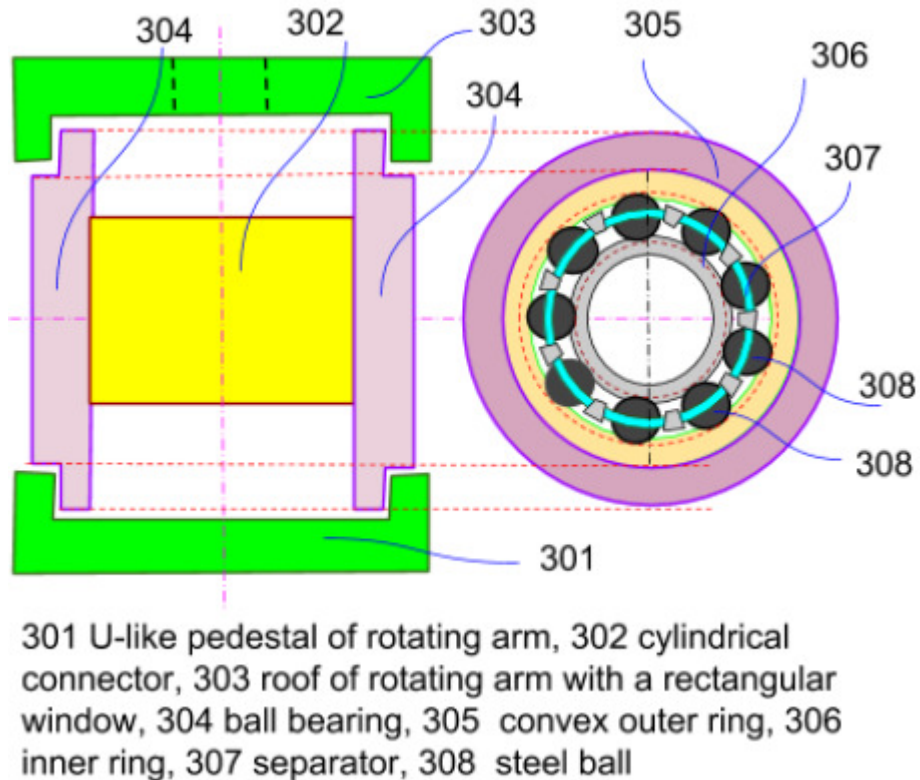 304 302 303 305
306
304
307
308
308
301
301 U-like pedestal of rotating arm, 302 cylindrical
connector, 303 roof of rotating arm with a rectangular
window, 304 ball bearing, 305 convex outer ring, 306
inner ring, 307 separator, 308 steel ball